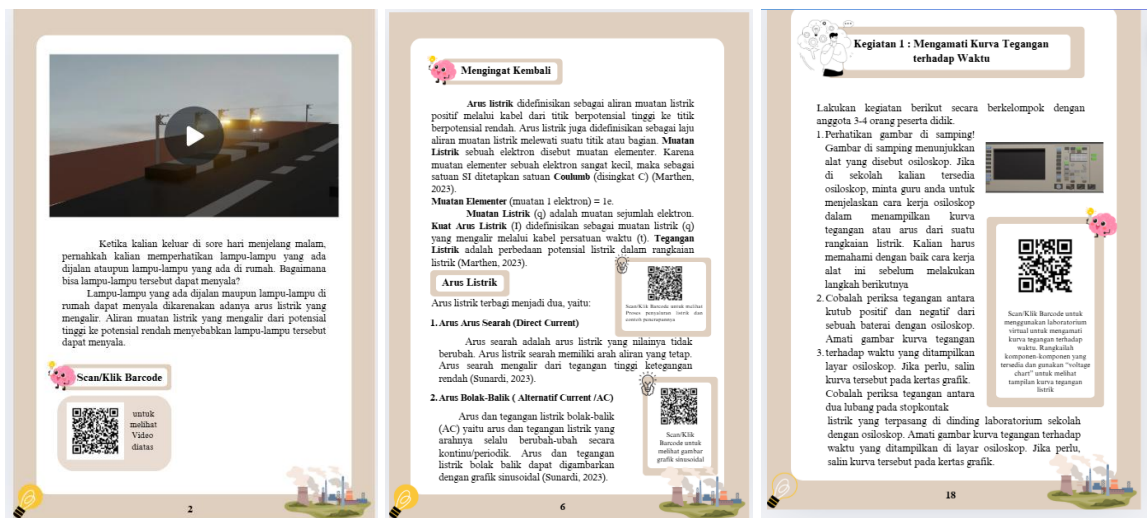 Ketika kalian keluar di sore hari menjelang malam,
pernahkah kalian memperhatikan lampu-lampu yang ada
dijalan ataupun lampu-lampu yang ada di rumah. Bagaimana
bisa lampu-lampu tersebut dapat menyala?
Lampu-lampu yang ada dijalan maupun lampu-lampu di
rumah dapat menyala dikarenakan adanya arus listrik yang
mengalir. Aliran muatan listrik yang mengalir dari potensial
tinggi ke potensial rendah menyebabkan lampu-lampu tersebut
dapat menyala.
Scan/Klik Barcode
untuk
melihat
Video
diatas
2
Mengingat Kembali
Arus listrik didefinisikan sebagai aliran muatan listrik
positif melalui kabel dari titik berpotensial tinggi ke titik
berpotensial rendah. Arus listrik juga didefinisikan sebagai laju
aliran muatan listrik melewati suatu titik atau bagian. Muatan
Listrik sebuah elektron disebut muatan elementer. Karena
muatan elementer sebuah elektron sangat kecil, maka sebagai
satuan SI ditetapkan satuan Coulumb (disingkat C) (Marthen,
2023).
Muatan Elementer (muatan 1 elektron) = 1e.
Muatan Listrik (q) adalah muatan sejumlah elektron.
Kuat Arus Listrik (I) didefinisikan sebagai muatan listrik (q)
yang mengalir melalui kabel persatuan waktu (t). Tegangan
Listrik adalah perbedaan potensial listrik dalam rangkaian
listrik (Marthen, 2023).
Arus Listrik
Arus listrik terbagi menjadi dua, yaitu:
Scan/Klik Barcode untuk melihat
Proses penyaluran listrik dan
contoh penerapannya
1. Arus Arus Searah (Direct Current)
Arus searah adalah arus listrik yang nilainya tidak
berubah. Arus listrik searah memiliki arah aliran yang tetap.
Arus searah mengalir dari tegangan tinggi ketegangan
rendah (Sunardi, 2023).
2. Arus Bolak-Balik ( Alternatif Current /AC)
Arus dan tegangan listrik bolak-balik
(AC) yaitu arus dan tegangan listrik yang
arahnya selalu berubah-ubah secara
kontinu/periodik. Arus dan tegangan
listrik bolak balik dapat digambarkan
dengan grafik sinusoidal (Sunardi, 2023).
Scan/Klik
Barcode untuk
melihat gambar
grafik sinusoidal
6
Kegiatan 1 : Mengamati Kurva Tegangan
terhadap Waktu
Lakukan kegiatan berikut secara berkelompok dengan
anggota 3-4 orang peserta didik.
1. Perhatikan gambar di samping!
Gambar di samping menunjukkan
alat yang disebut osiloskop. Jika
di sekolah kalian tersedia
osiloskop, minta guru anda untuk
menjelaskan cara kerja osiloskop
dalam menampilkan kurva
tegangan atau arus dari suatu
rangkaian listrik. Kalian harus
memahami dengan baik cara kerja
alat ini sebelum melakukan
langkah berikutnya
2. Cobalah periksa tegangan antara
kutub positif dan negatif dari
sebuah baterai dengan osiloskop.
Amati gambar kurva tegangan
3. terhadap waktu yang ditampilkan
layar osiloskop. Jika perlu, salin
kurva tersebut pada kertas grafik.
Cobalah periksa tegangan antara
dua lubang pada stopkontak
listrik yang terpasang di dinding laboratorium sekolah
dengan osiloskop. Amati gambar kurva tegangan terhadap
waktu yang ditampilkan di layar osiloskop. Jika perlu,
salin kurva tersebut pada kertas grafik.
Scan/Klik Barcode untuk
menggunakan laboratorium
virtual untuk mengamati
kurva tegangan terhadap
waktu. Rangkailah
komponen-komponen yang
tersedia dan gunakan "voltage
chart" untuk melihat
tampilan kurva tegangan
listrik
18